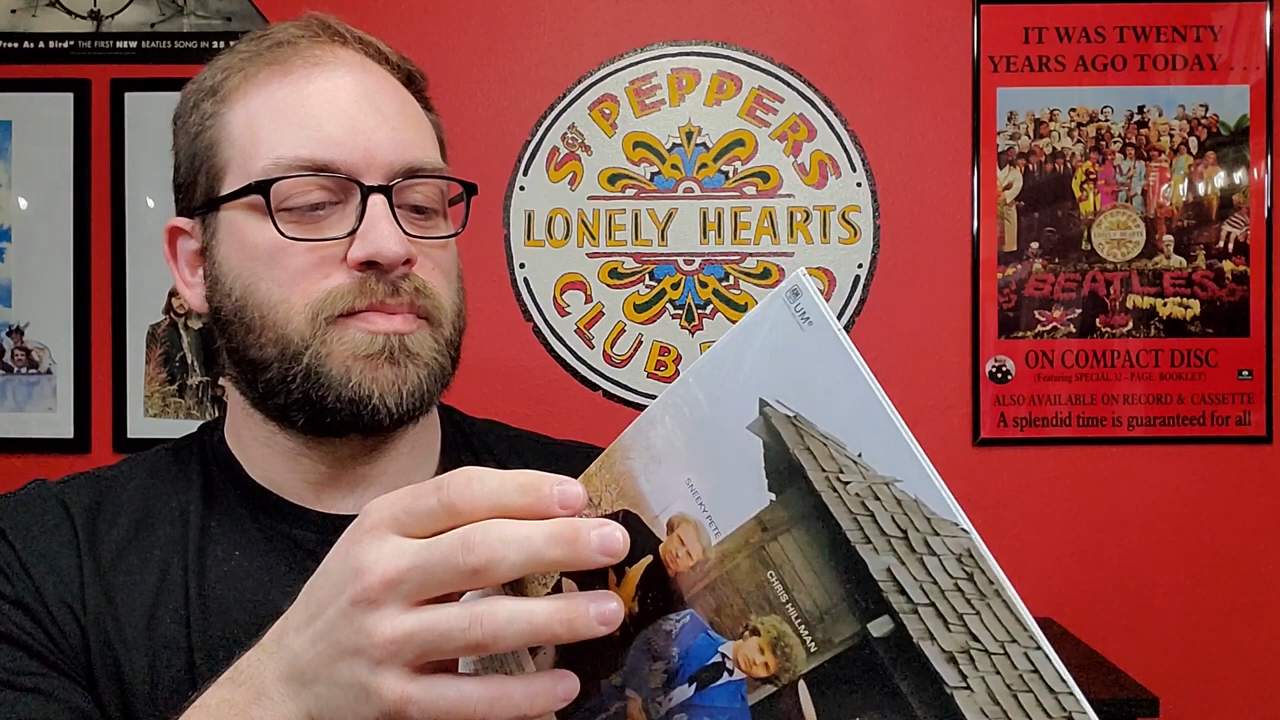 "Free As A Bird" THE FIRST NEW BEATLES SONG IN 25
SGT PEPPERS
LONELY HEARTS
CLUB
IT WAS TWENTY
YEARS AGO TODAY . . .
LONELY HEARTS
BEATLES
ON COMPACT DISC
(Featuring SPECIAL 32-PAGE BOOKLET)
ALSO AVAILABLE ON RECORD & CASSETTE
A splendid time is guaranteed for all
UM®
SNEEKY PETE
CHRIS HILLMAN